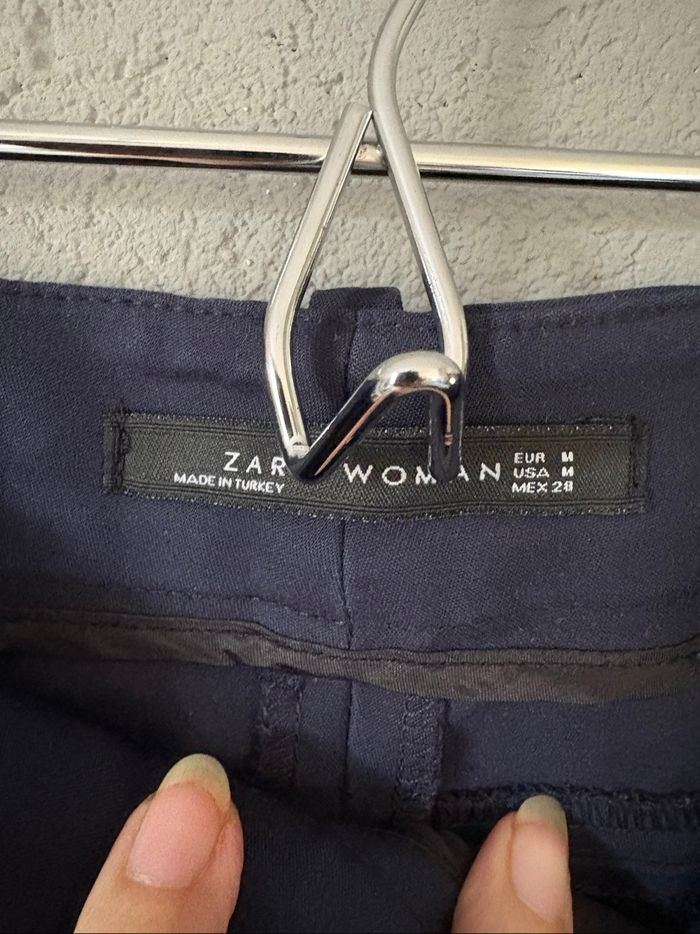 ZAR WOMAN
MADE IN TURKEY
EUR M
USA M
MEX 28